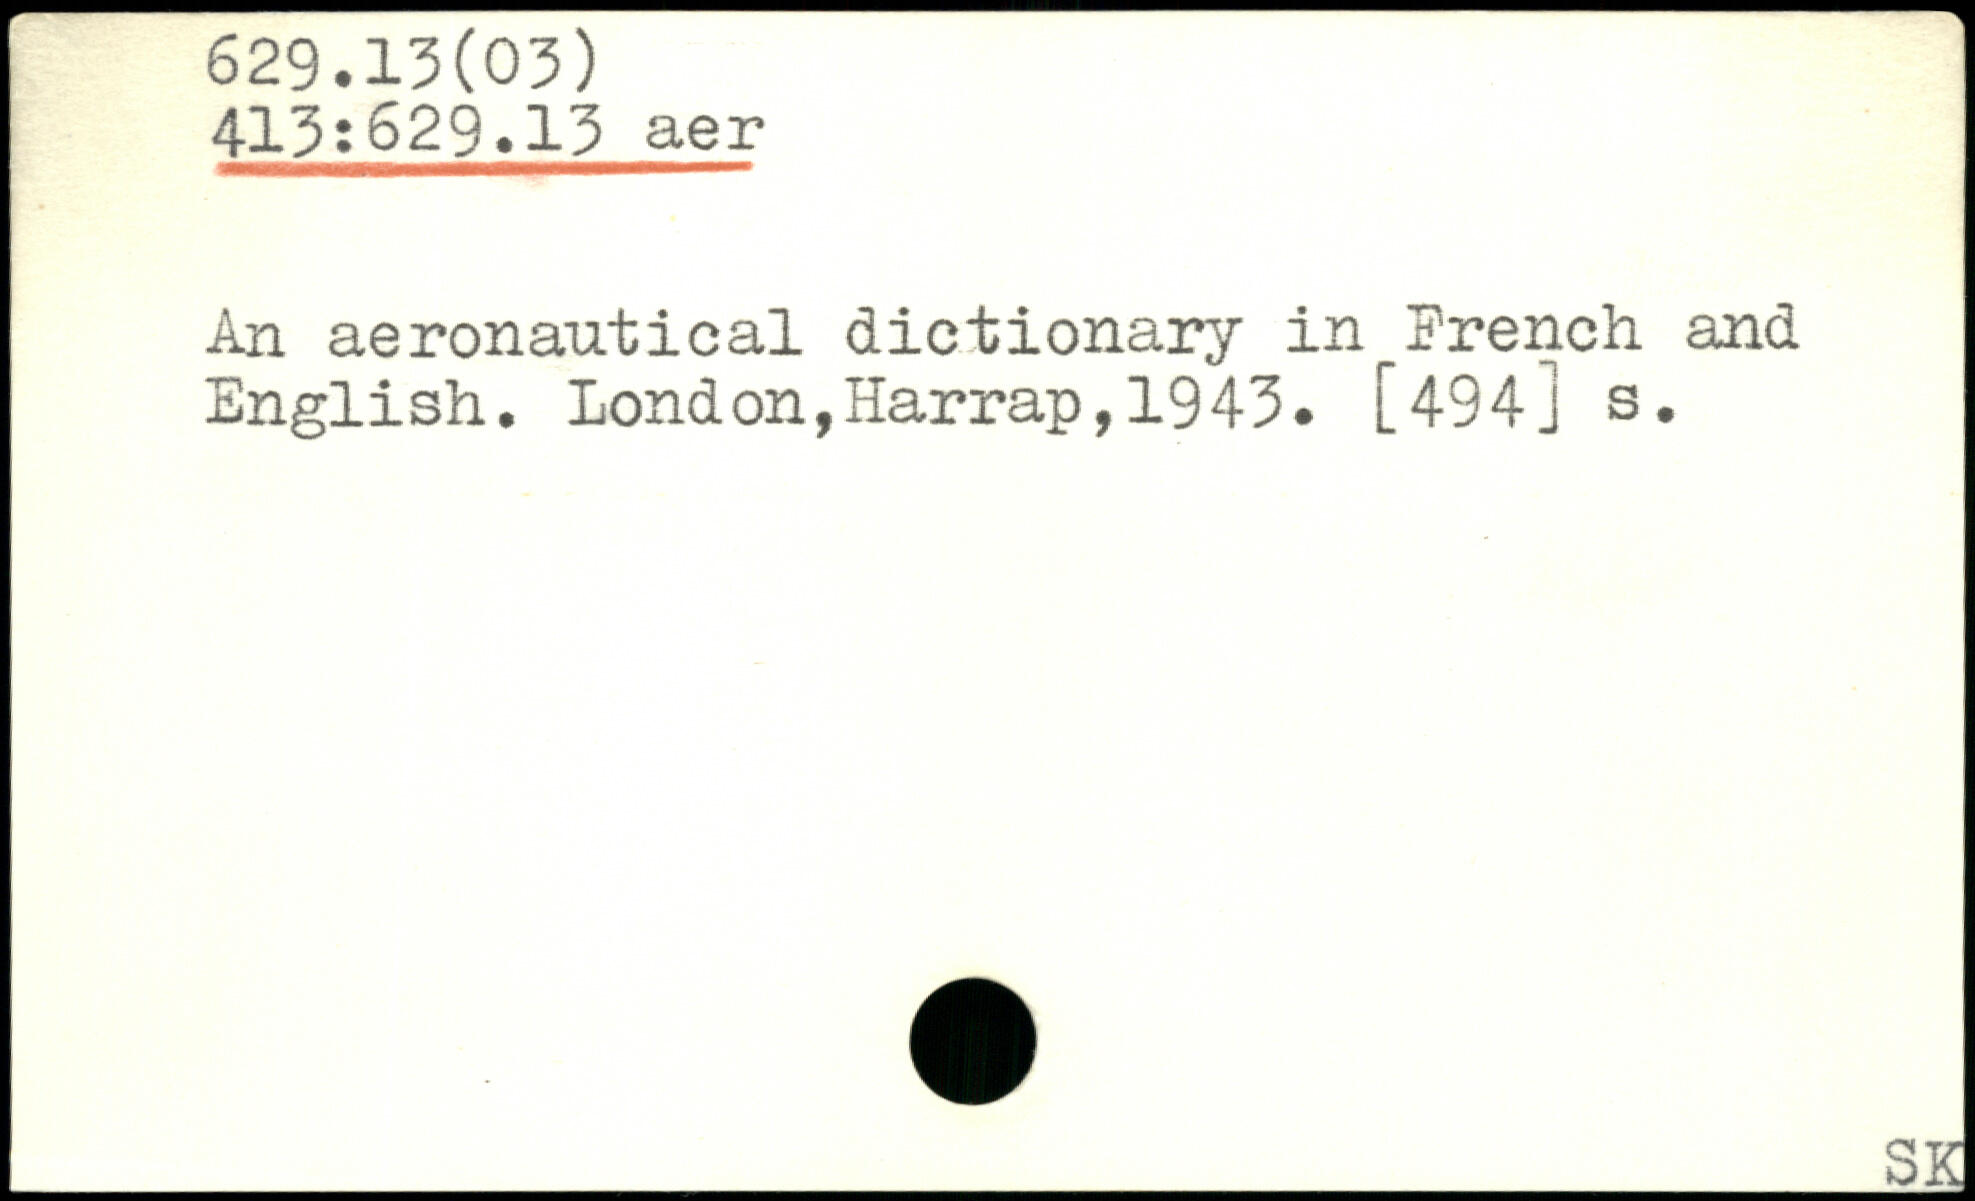 629.13(03)
413:629.13 aer
An aeronautical dictionary in French and
English. London,Harrap,1943. [494] s.
SK